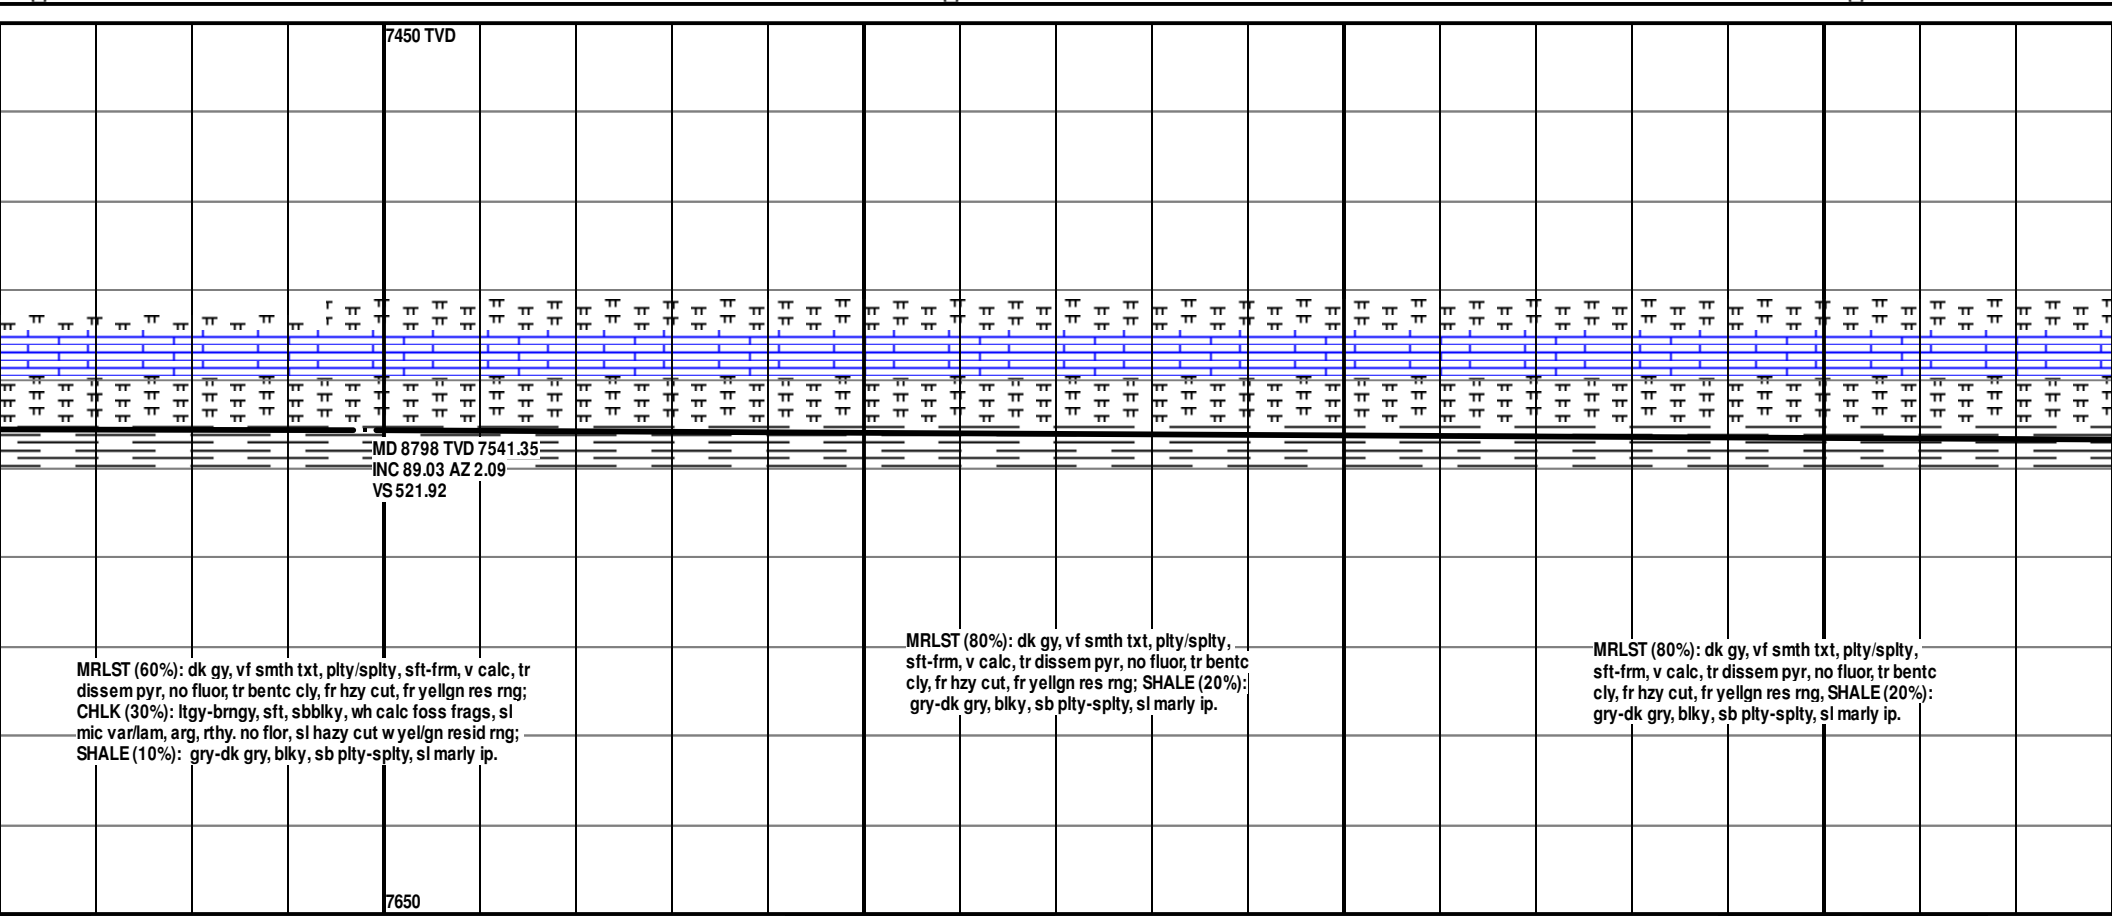 7450 TVD
MD 8798 TVD 7541.35
INC 89.03 AZ 2.09
VS 521.92
MRLST (60%): dk gy, vf smth txt, plty/splty, sft-frm, v calc, tr
dissem pyr, no fluor, tr bentc cly, fr hzy cut, fr yellgn res rng;
CHLK (30%): ltgy-brngy, sft, sbblky, wh calc foss frags, sl
mic var/lam, arg, rthy. no flor, sl hazy cut w yel/gn resid rng;
SHALE (10%): gry-dk gry, blky, sb plty-splty, sl marly ip.
MRLST (80%): dk gy, vf smth txt, plty/splty,
sft-frm, v calc, tr dissem pyr, no fluor, tr bentc
cly, fr hzy cut, fr yellgn res rng; SHALE (20%):
gry-dk gry, blky, sb plty-splty, sl marly ip.
MRLST (80%): dk gy, vf smth txt, plty/splty,
sft-frm, v calc, tr dissem pyr, no fluor, tr bentc
cly, fr hzy cut, fr yellgn res rng, SHALE (20%):
gry-dk gry, blky, sb plty-splty, sl marly ip.
7650